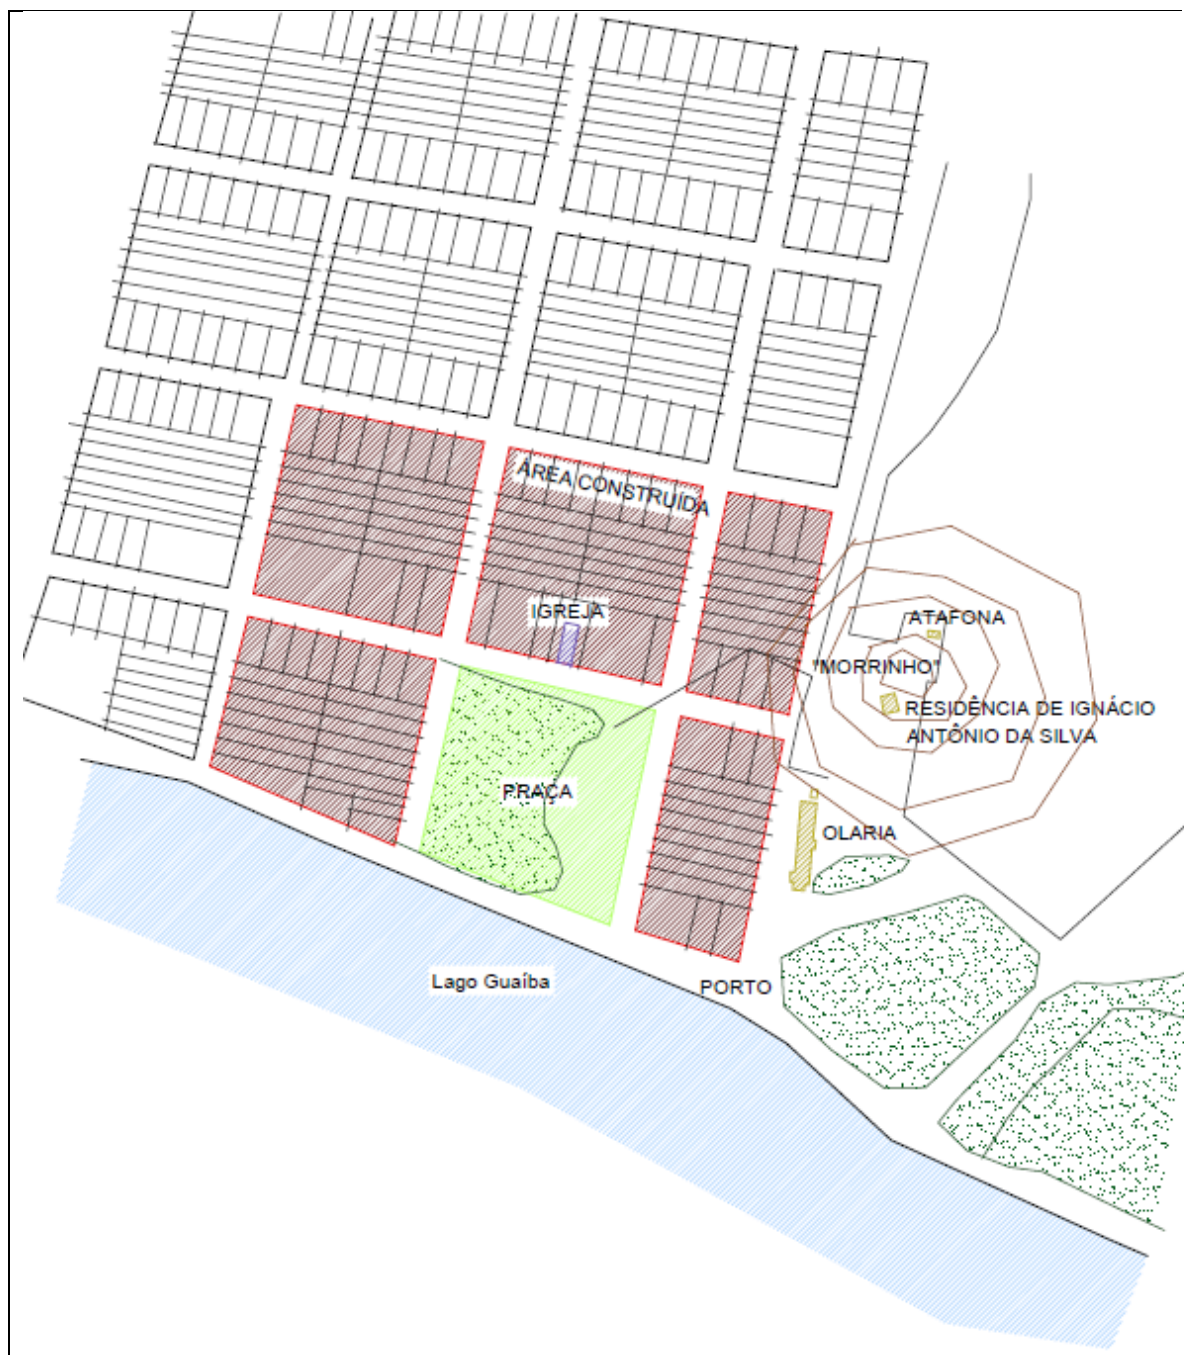 ÁREA CONSTRUÍDA
IGREJA
ATAFONA
"MORRINHO"
RESIDÊNCIA DE IGNÁCIO
ANTÔNIO DA SILVA
PRAÇA
OLARIA
Lago Guaíba
PORTO